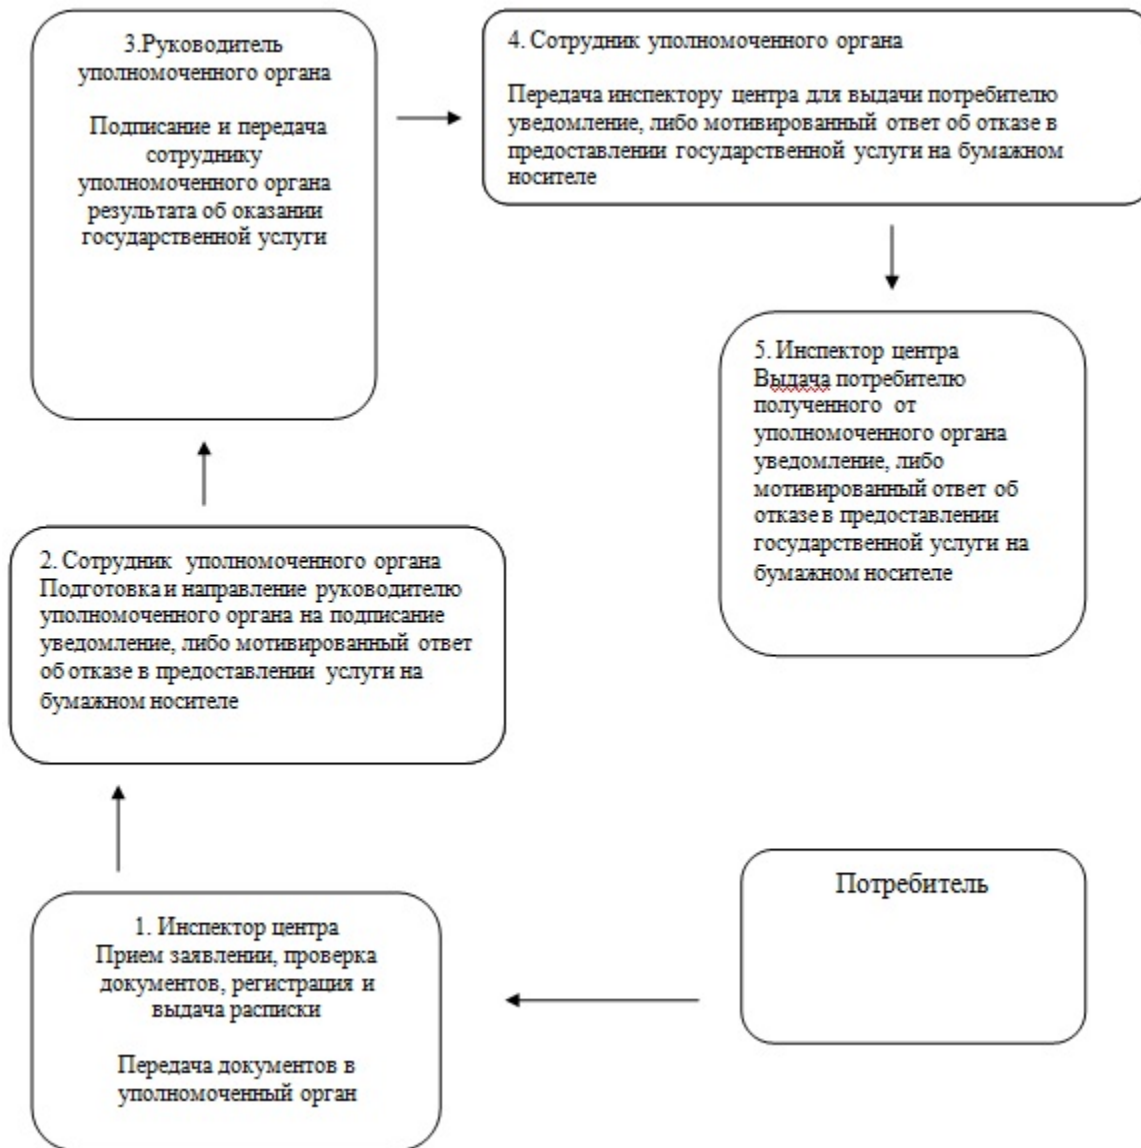 3.Руководитель
уполномоченного органа
Подписание и передача
сотруднику
уполномоченного органа
результата об оказании
государственной услуги
4. Сотрудник уполномоченного органа
Передача инспектору центра для выдачи потребителю
уведомление, либо мотивированный ответ об отказе в
предоставлении государственной услуги на бумажном
носителе
5. Инспектор центра
Выдача потребителю
полученного от
уполномоченного органа
уведомление, либо
мотивированный ответ об
отказе в предоставлении
государственной услуги на
бумажном носителе
2. Сотрудник уполномоченного органа
Подготовка и направление руководителю
уполномоченного органа на подписание
уведомление, либо мотивированный ответ
об отказе в предоставлении услуги на
бумажном носителе
1. Инспектор центра
Прием заявлении, проверка
документов, регистрация и
выдача расписки
Передача документов в
уполномоченный орган
Потребитель